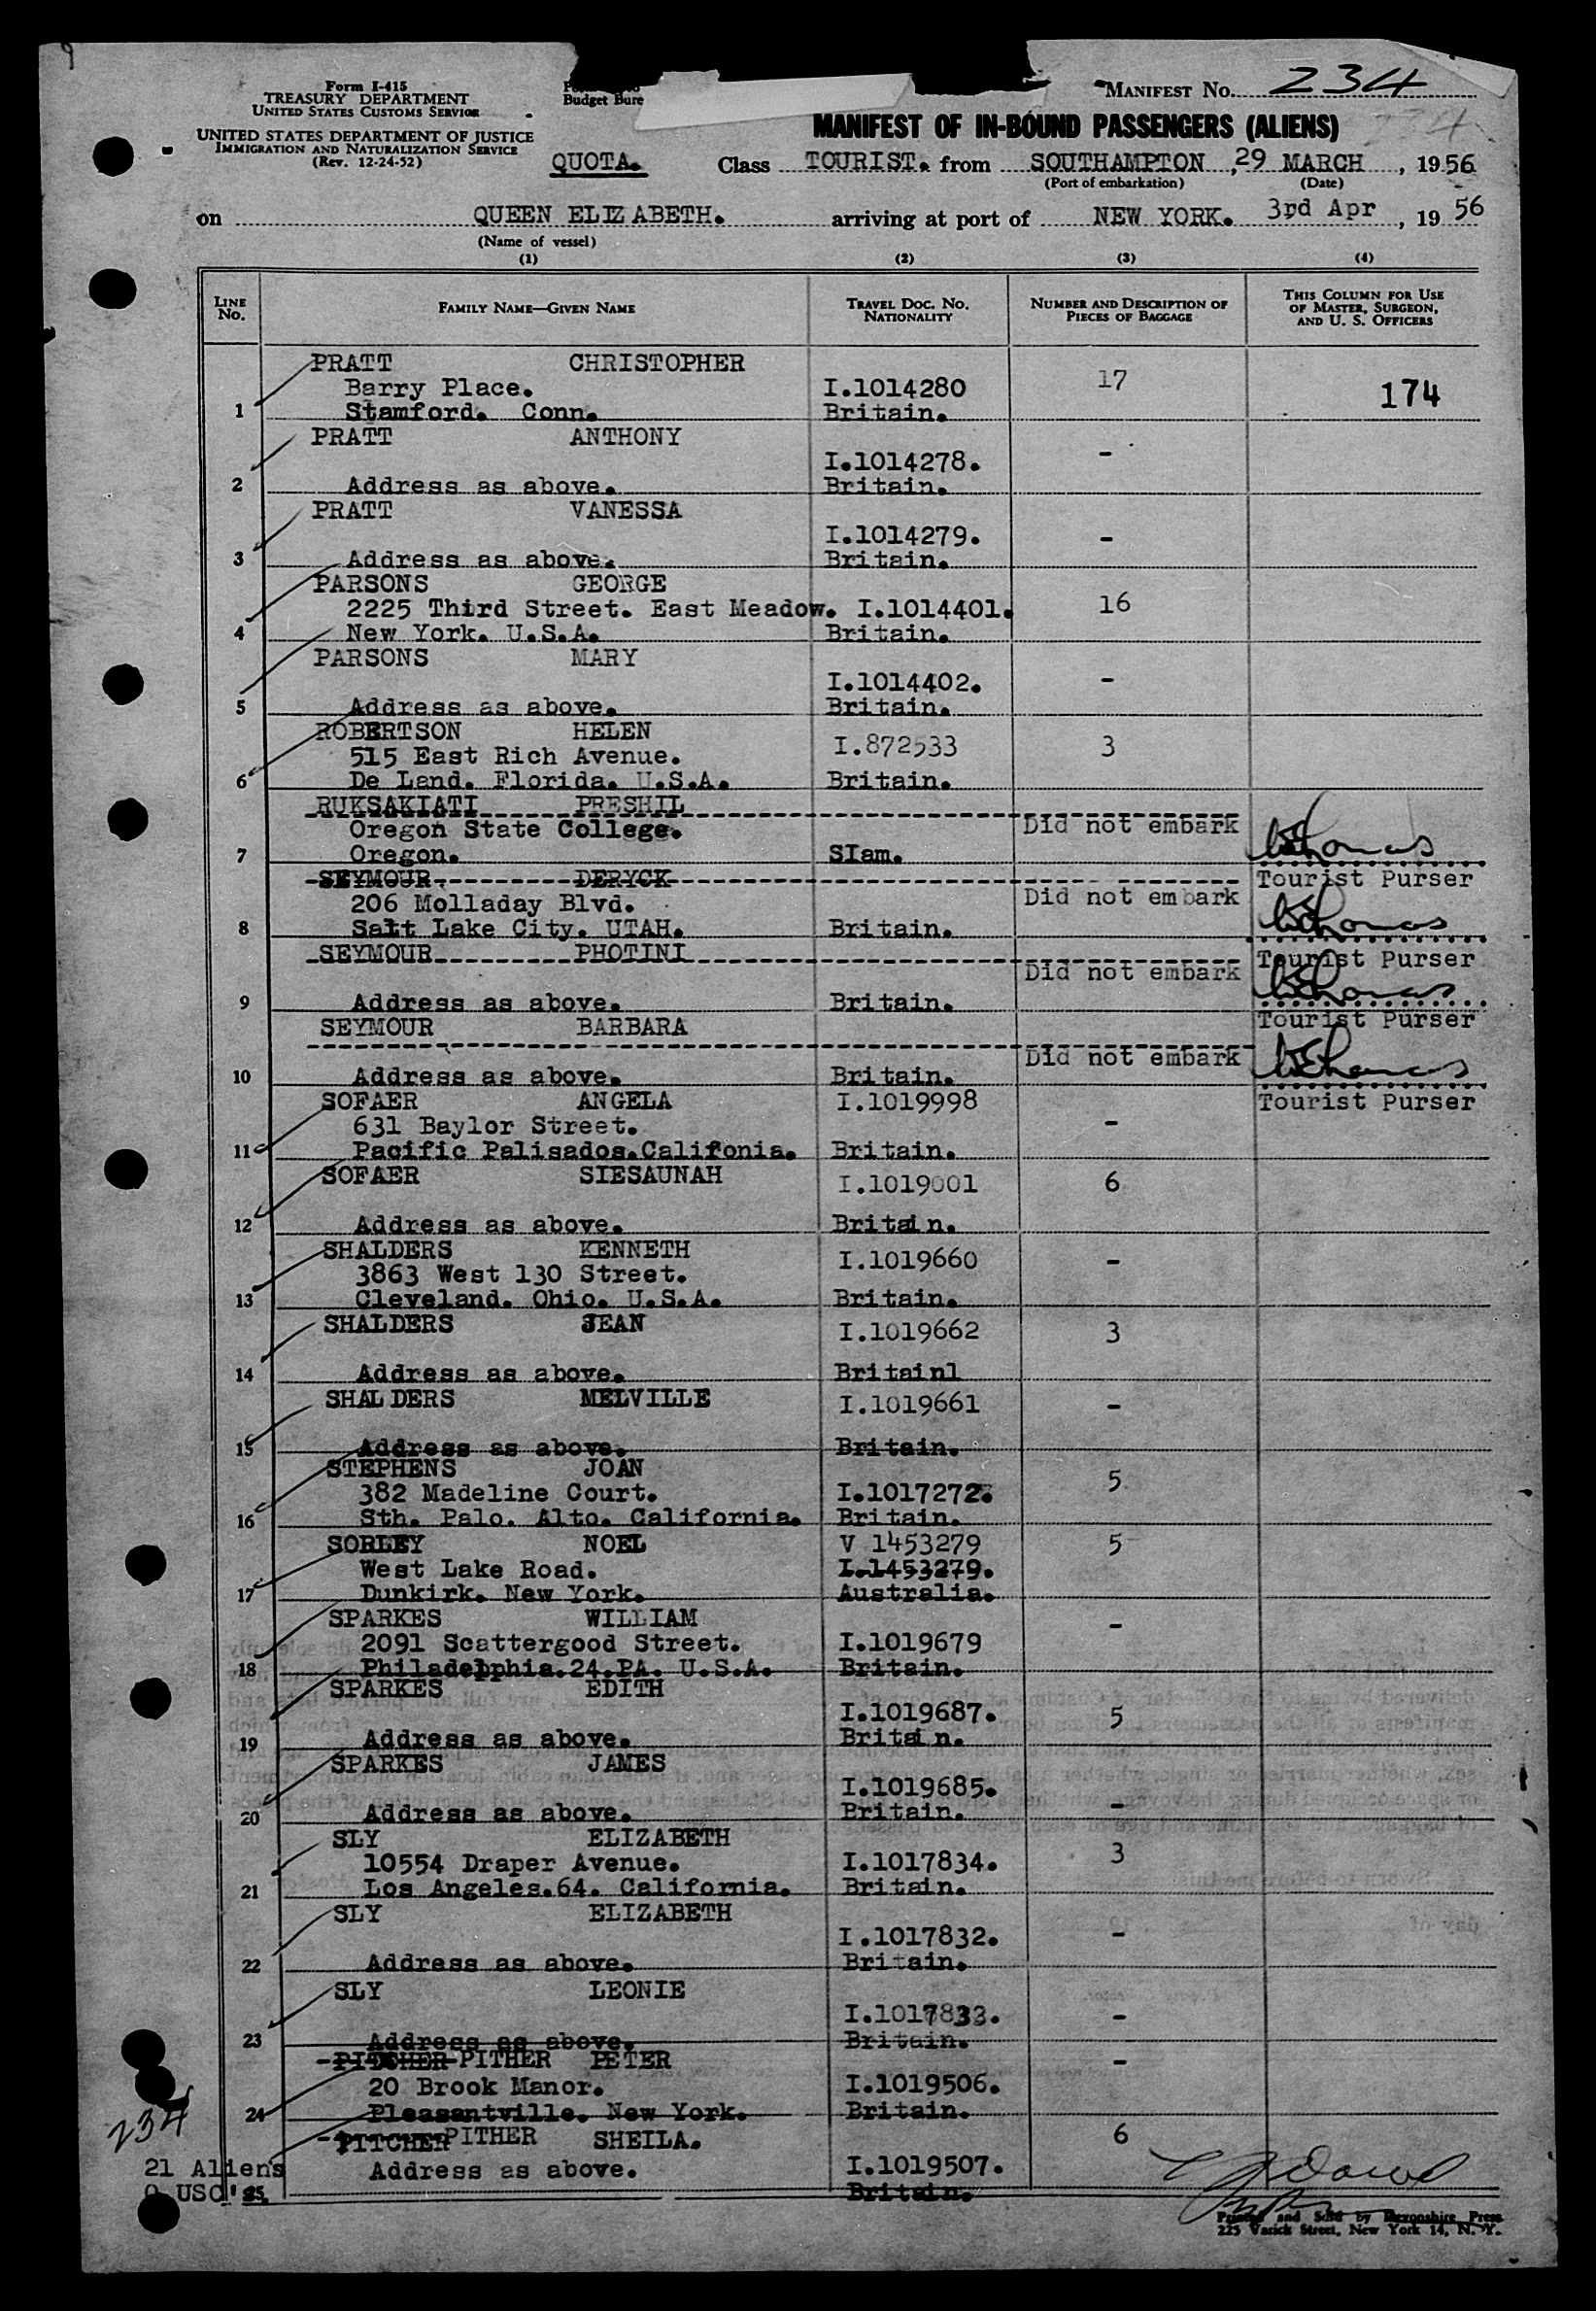 Form I-415
TREASURY DEPARTMENT
UNITED STATES CUSTOMS SERVICE
UNITED STATES DEPARTMENT OF JUSTICE
IMMIGRATION AND NATURALIZATION SERVICE
(Rev. 12-24-52)
Budget Bure
MANIFEST NO. 234
MANIFEST OF IN-BOUND PASSENGERS (ALIENS)
QUOTA. Class TOURIST. from SOUTHAMPTON, 29 MARCH, 1956
(Port of embarkation) (Date)
on QUEEN ELIZABETH. arriving at port of NEW YORK. 3rd Apr, 1956
(Name of vessel)
(1) (2) (3) (4)
LINE NO. FAMILY NAME—GIVEN NAME TRAVEL DOC. NO. NATIONALITY NUMBER AND DESCRIPTION OF PIECES OF BAGGAGE THIS COLUMN FOR USE OF MASTER, SURGEON, AND U. S. OFFICERS
PRATT CHRISTOPHER
Barry Place. I.1014280 17 174
1 Stamford. Conn. Britain.
PRATT ANTHONY
I.1014278. -
2 Address as above. Britain.
PRATT VANESSA
I.1014279. -
3 Address as above. Britain.
PARSONS GEORGE
2225 Third Street. East Meadow. I.1014401. 16
4 New York. U.S.A. Britain.
PARSONS MARY
I.1014402. -
5 Address as above. Britain.
ROBERTSON HELEN
515 East Rich Avenue. I.872533 3
6 De Land. Florida. U.S.A. Britain.
RUKSAKIATI PRESHIL
Oregon State College. Did not embark
7 Oregon. SIam.
SEYMOUR. DERYCK Tourist Purser
206 Molladay Blvd. Did not embark
8 Salt Lake City. UTAH. Britain.
SEYMOUR PHOTINI Tourist Purser
Did not embark
9 Address as above. Britain.
SEYMOUR BARBARA Tourist Purser
Did not embark
10 Address as above. Britain.
SOFAER ANGELA I.1019998 Tourist Purser
631 Baylor Street. -
11 Pacific Palisados.Califonia. Britain.
SOFAER SIESAUNAH I.1019001 6
12 Address as above. Britain.
SHALDERS KENNETH I.1019660 -
3863 West 130 Street.
13 Cleveland. Ohio. U.S.A. Britain.
SHALDERS JEAN I.1019662 3
14 Address as above. Britainl
SHALDERS MELVILLE I.1019661 -
15 Address as above. Britain.
STEPHENS JOAN 5
382 Madeline Court. I.1017272.
16 Sth. Palo. Alto. California. Britain.
SORLEY NOEL V 1453279 5
West Lake Road. I.1453279.
17 Dunkirk. New York. Australia.
SPARKES WILLIAM -
2091 Scattergood Street. I.1019679
18 Philadelphia.24.PA. U.S.A. Britain.
SPARKES EDITH
I.1019687. 5
19 Address as above. Britain.
SPARKES JAMES
I.1019685. -
20 Address as above. Britain.
SLY ELIZABETH 3
10554 Draper Avenue. I.1017834.
21 Los Angeles.64. California. Britain.
SLY ELIZABETH
I.1017832. -
22 Address as above. Britain.
SLY LEONIE
I.1017833. -
23 Address as above. Britain.
PITCHER PITHER PETER -
20 Brook Manor. I.1019506.
24 Pleasantville. New York. Britain.
PITCHER PITHER SHEILA. 6
Address as above. I.1019507.
25 Britain.
234
21 Aliens
0 USC's
Printed and Sold by Devonshire Press
225 Varick Street, New York 14, N. Y.